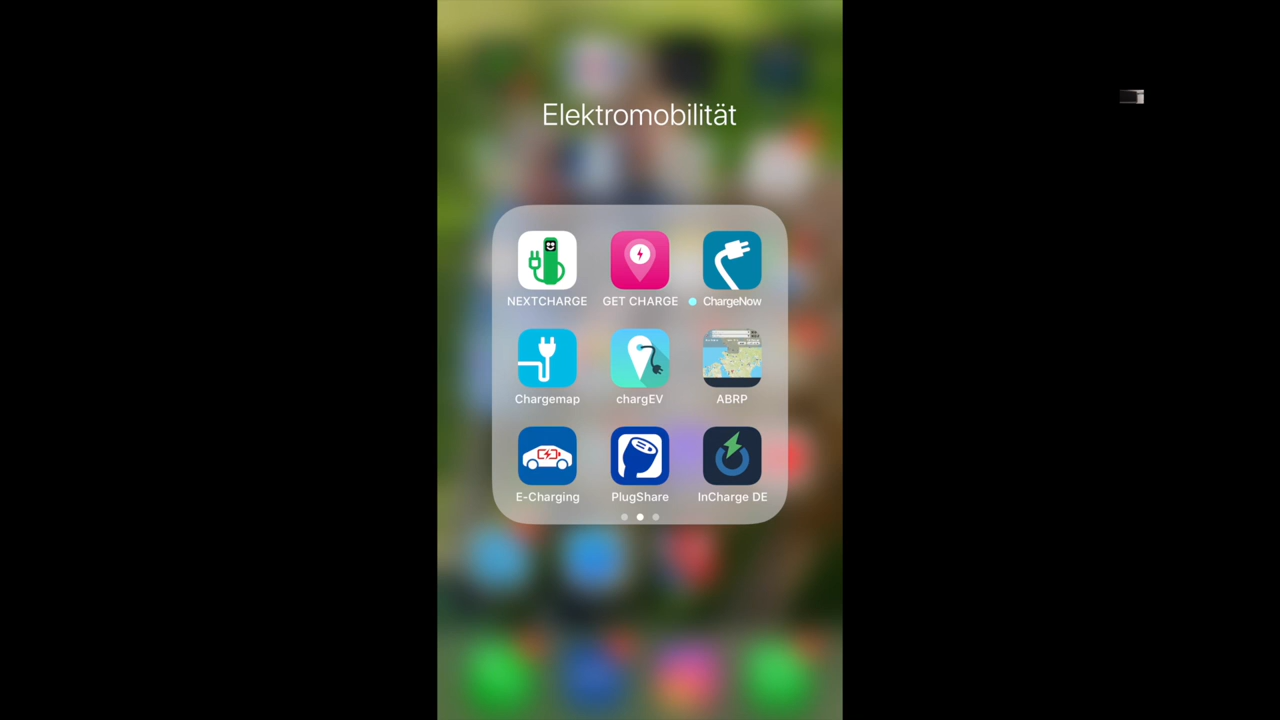 Elektromobilität
NEXTCHARGE
GET CHARGE
ChargeNow
Chargemap
chargEV
ABRP
E-Charging
PlugShare
InCharge DE